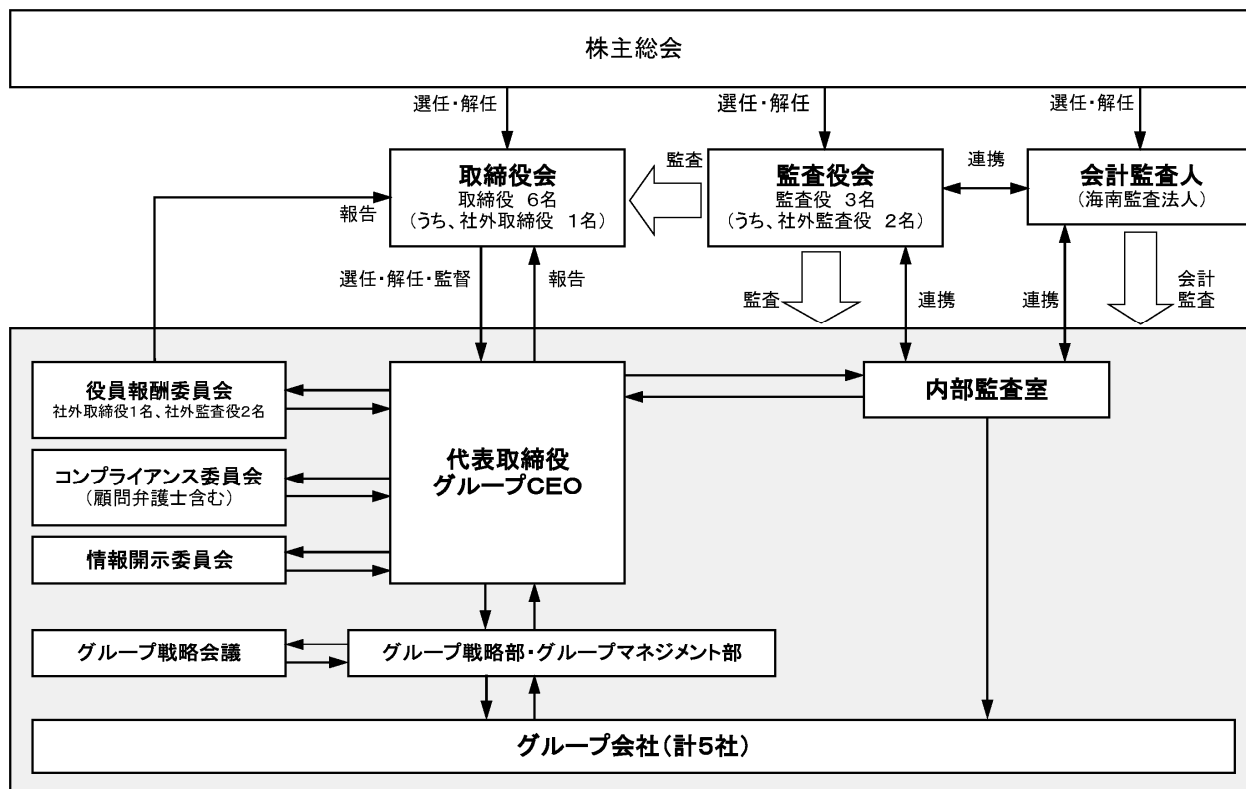 株主総会
選任・解任
選任・解任
選任・解任
取締役会
取締役 6名
(うち、社外取締役 1名)
監査
監査役会
監査役 3名
(うち、社外監査役 2名)
連携
会計監査人
(海南監査法人)
報告
選任・解任・監督
報告
監査
連携
連携
会計
監査
役員報酬委員会
社外取締役1名、社外監査役2名
代表取締役
グループCEO
内部監査室
コンプライアンス委員会
(顧問弁護士含む)
情報開示委員会
グループ戦略会議
グループ戦略部・グループマネジメント部
グループ会社(計5社)